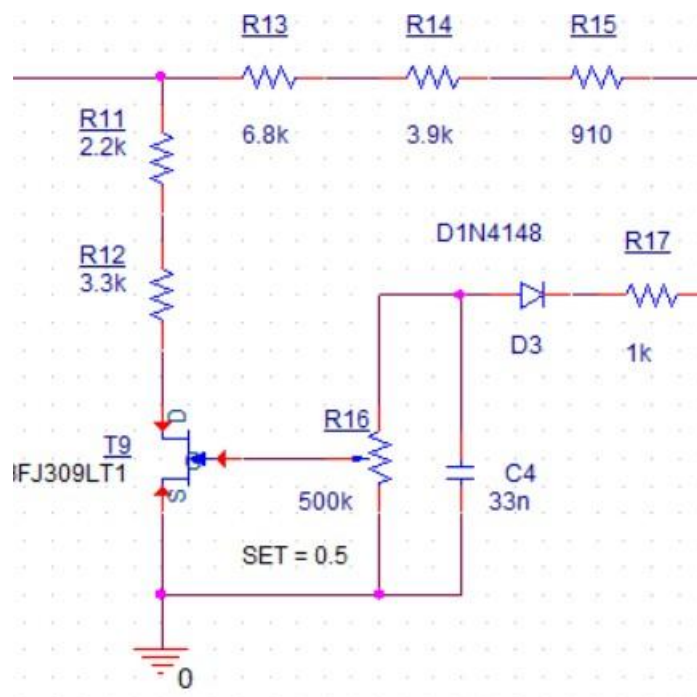 R13
R14
R15
R11
2.2k
6.8k
3.9k
910
D1N4148
R17
R12
3.3k
D3
1k
D
R16
T9
BFJ309LT1
C4
S
500k
33n
SET = 0.5
0